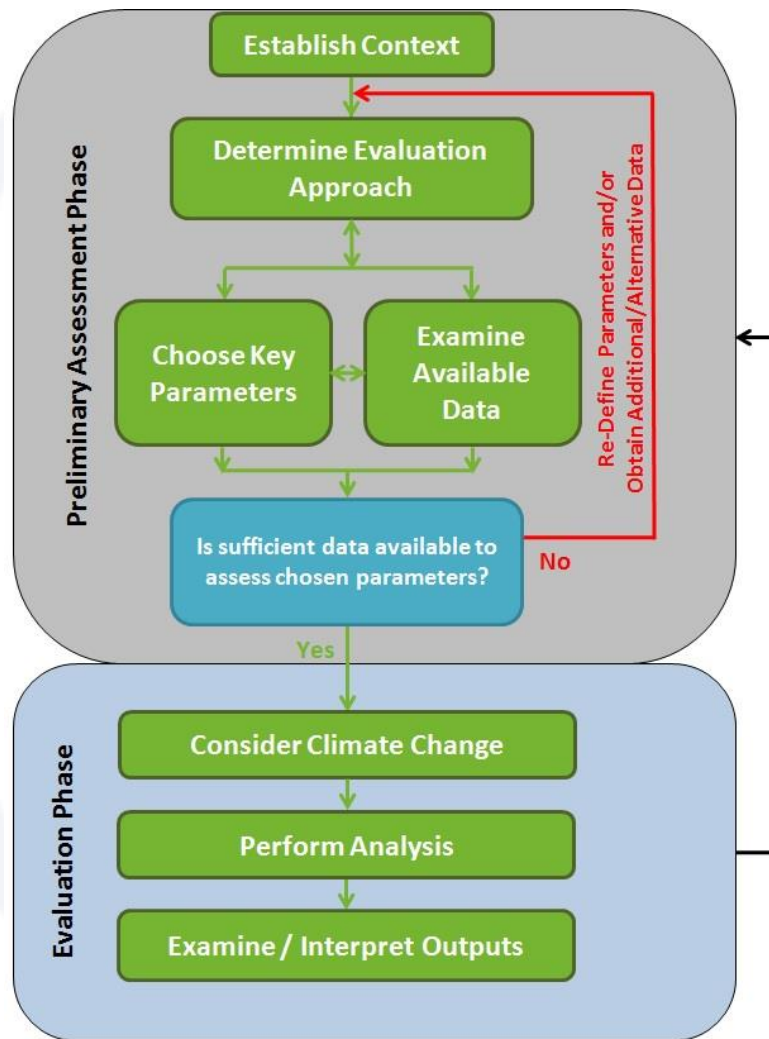 Establish Context
Determine Evaluation
Approach
Choose Key
Parameters
Examine
Available
Data
Is sufficient data available to
assess chosen parameters?
No
Re-Define Parameters and/or
Obtain Additional/Alternative Data
Preliminary Assessment Phase
Yes
Consider Climate Change
Perform Analysis
Examine / Interpret Outputs
Evaluation Phase